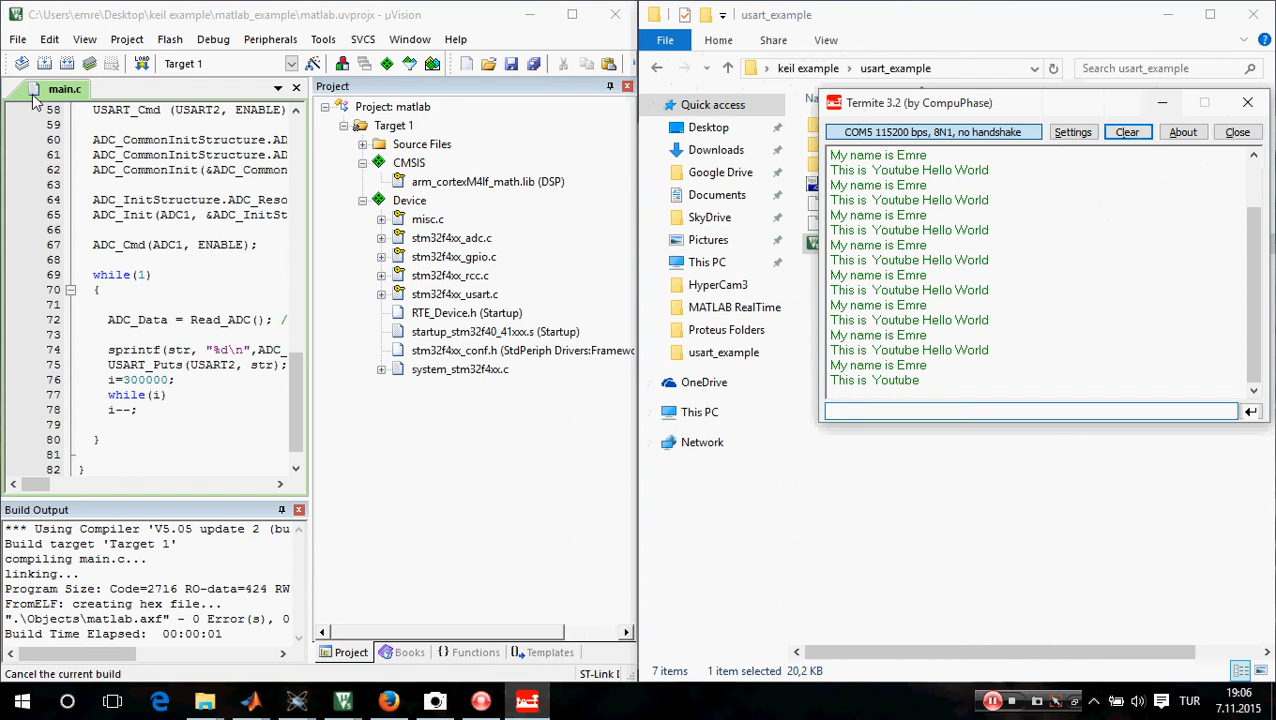 C:\Users\emre\Desktop\keil example\matlab_example\matlab.uvprojx - µVision
File Edit View Project Flash Debug Peripherals Tools SVCS Window Help
LOAD
Target 1
main.c
58 USART_Cmd (USART2, ENABLE)
59
60 ADC_CommonInitStructure.AD
61 ADC_CommonInitStructure.AD
62 ADC_CommonInit(&ADC_Common
63
64 ADC_InitStructure.ADC_Reso
65 ADC_Init(ADC1, &ADC_InitSt
66
67 ADC_Cmd(ADC1, ENABLE);
68
69 while(1)
70 {
71
72 ADC_Data = Read_ADC(); /
73
74 sprintf(str, "%d\n",ADC_
75 USART_Puts(USART2, str);
76 i=300000;
77 while(i)
78 i--;
79
80 }
81
82 }
Build Output
*** Using Compiler 'V5.05 update 2 (bu
Build target 'Target 1'
compiling main.c...
linking...
Program Size: Code=2716 RO-data=424 RW
FromELF: creating hex file...
".\Objects\matlab.axf" - 0 Error(s), 0
Build Time Elapsed: 00:00:01
Cancel the current build
Project
Project: matlab
Target 1
Source Files
CMSIS
arm_cortexM4lf_math.lib (DSP)
Device
misc.c
stm32f4xx_adc.c
stm32f4xx_gpio.c
stm32f4xx_rcc.c
stm32f4xx_usart.c
RTE_Device.h (Startup)
startup_stm32f40_41xxx.s (Startup)
stm32f4xx_conf.h (StdPeriph Drivers:Framewo
system_stm32f4xx.c
Project Books Functions Templates
ST-Link
usart_example
File Home Share View
keil example > usart_example
Search usart_example
Quick access
Desktop
Downloads
Google Drive
Documents
SkyDrive
Pictures
This PC
HyperCam3
MATLAB RealTime
Proteus Folders
usart_example
OneDrive
This PC
Network
7 items 1 item selected 20,2 KB
Termite 3.2 (by CompuPhase)
COM5 115200 bps, 8N1, no handshake Settings Clear About Close
My name is Emre
This is Youtube Hello World
My name is Emre
This is Youtube Hello World
My name is Emre
This is Youtube Hello World
My name is Emre
This is Youtube Hello World
My name is Emre
This is Youtube Hello World
My name is Emre
This is Youtube Hello World
My name is Emre
This is Youtube Hello World
My name is Emre
This is Youtube
TUR
9:06
7.11.2015